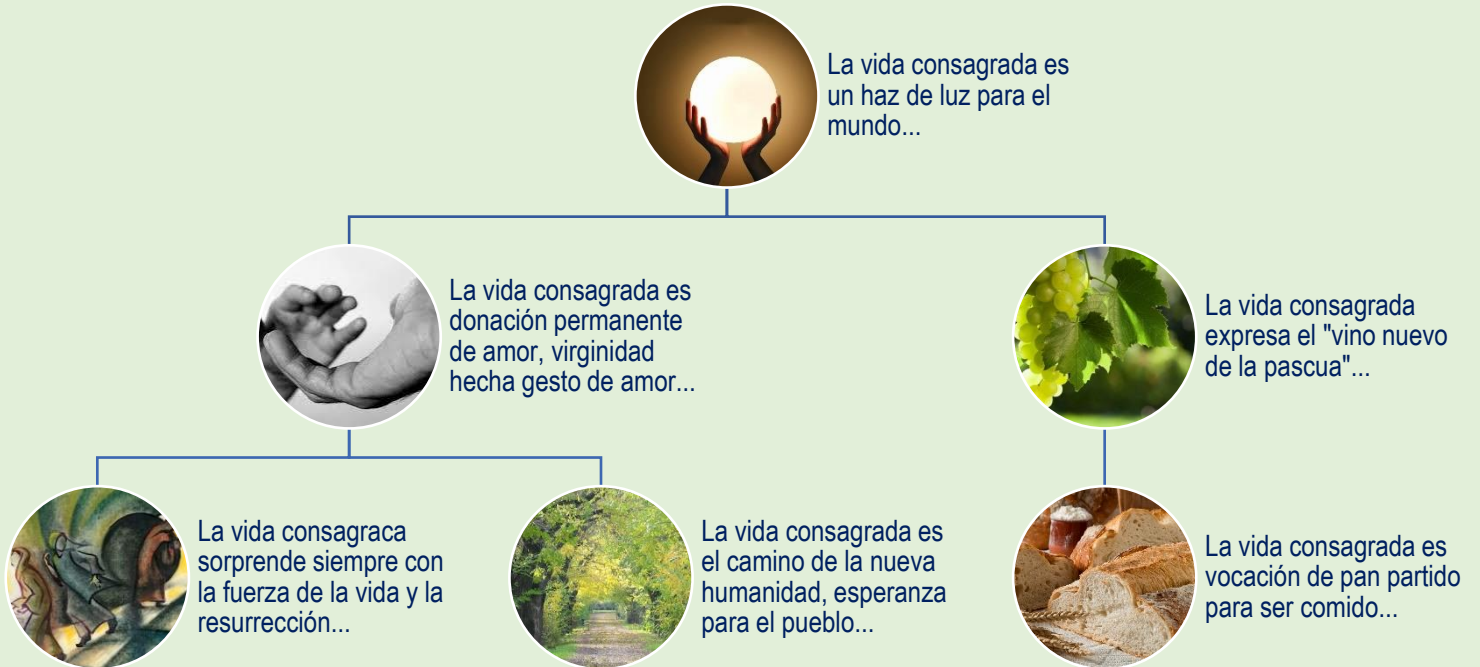 La vida consagrada es
un haz de luz para el
mundo...
La vida consagrada es
donación permanente
de amor, virginidad
hecha gesto de amor...
La vida consagrada
expresa el "vino nuevo
de la pascua"...
La vida consagraca
sorprende siempre con
la fuerza de la vida y la
resurrección...
La vida consagrada es
el camino de la nueva
humanidad, esperanza
para el pueblo...
La vida consagrada es
vocación de pan partido
para ser comido...